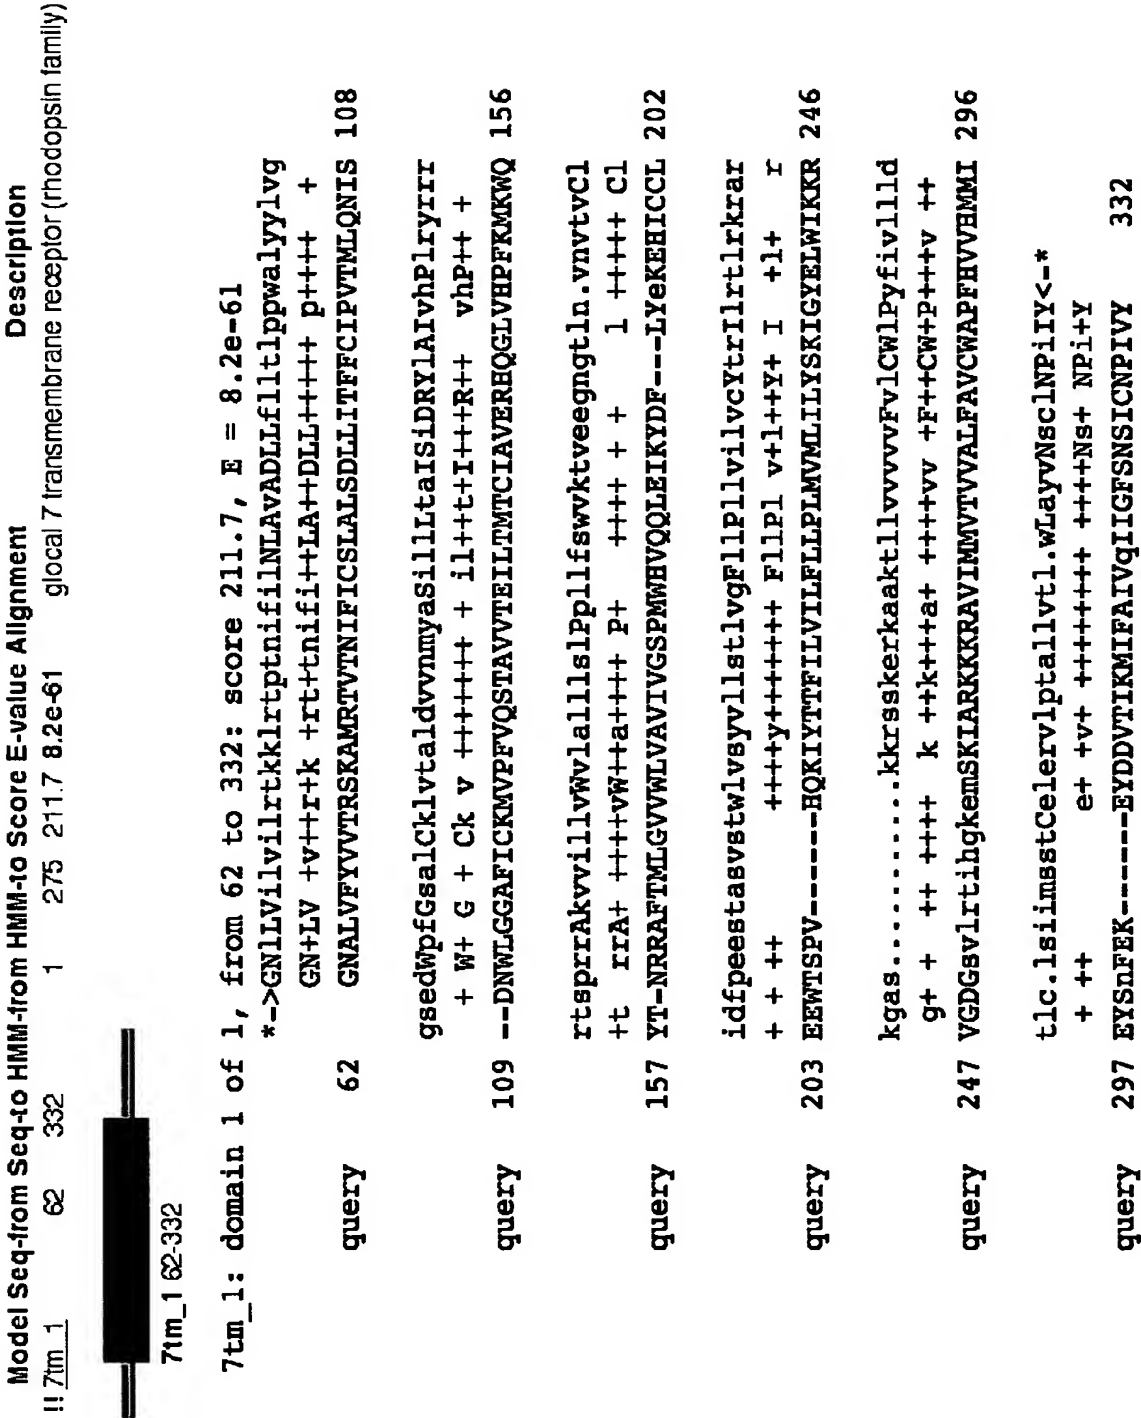 Model Seq-from Seq-to HMM-from HMM-to Score E-value Alignment Description
!! 7tm_1 62 332 1 275 211.7 8.2e-61 glocal 7 transmembrane receptor (rhodopsin family)
7tm_1 62-332
7tm_1: domain 1 of 1, from 62 to 332: score 211.7, E = 8.2e-61
*->GNlLVilvilrtkklrtptnifilNLAvADLLflltlppwalyylvg
GN+LV +v++r+k +rt+tnifi++LA++DLL+++++ p++++ +
query 62 GNALVFYVVTRSKAMRTVTNIFICSLALSDLLITFFCIPVTMLQNIS 108
gsedWpfGsalCklvtaldvvnmyaSillLtaISiDRYlAIvhPlryrrr
+ W+ G + Ck v ++++++ + il++t+I+++R++ vhP++ +
query 109 --DNWLGGAFICKMVPFVQSTAVVTEILTMTCIAVERHQGLVHPFKMKWQ 156
rtsprrAkvvillvWvlalllslPpllfswvktveegngtln.vnvtvCl
+t rrA+ ++++vW++a++++ P+ ++++ + + l ++++ Cl
query 157 YT-NRRAFTMLGVVWLVAVIVGSPMWHVQQLEIKYDF---LYeKEHICCL 202
idfpeestasvstwlvsyvllstlvgFllPllvilvcYtrIlrtlrkrar
+ + ++ ++++y+++++++ FllPl v+l++Y+ I +l+ r
query 203 EEWTSPV------HQKIYTTFILVILFLLPLMVMLILYSKIGYELWIKKR 246
kgas..........kkrsskerkaaktllvvvvvFvlCWlPyfivllld
g+ + ++ ++++ k ++k+++a+ ++++vv +F++CW+P++++v ++
query 247 VGDGsvlrtihgkemSKIARKKKRAVIMMVTVVALFAVCWAPFHVVHMMI 296
tlc.lsiimsstCelervlptallvtl.wLayvNsclNPiIY<-*
+ ++ e+ +v+ +++++++ ++++Ns+ NPi+Y
query 297 EYSnFEK------EYDDVTIKMIFAIVqIIGFSNSICNPIVY 332